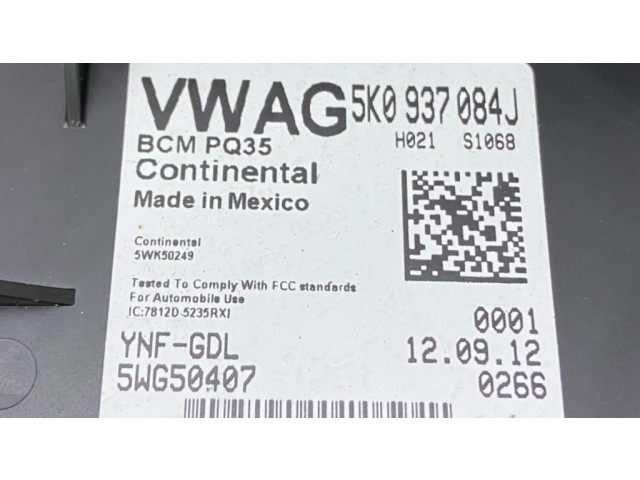 VWAG 5K0 937 084J
BCM PQ35 H021 S1068
Continental
Made in Mexico
Continental
5WK50249
Tested To Comply With FCC standards
For Automobile Use
IC:7812D-5235RXI
0001
YNF-GDL 12.09.12
5WG50407 0266